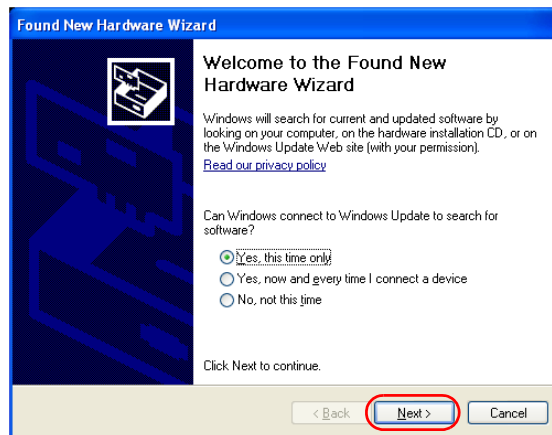 Found New Hardware Wizard
Welcome to the Found New
Hardware Wizard
Windows will search for current and updated software by
looking on your computer, on the hardware installation CD, or on
the Windows Update Web site (with your permission).
Read our privacy policy
Can Windows connect to Windows Update to search for
software?
Yes, this time only
Yes, now and every time I connect a device
No, not this time
Click Next to continue.
< Back Next > Cancel